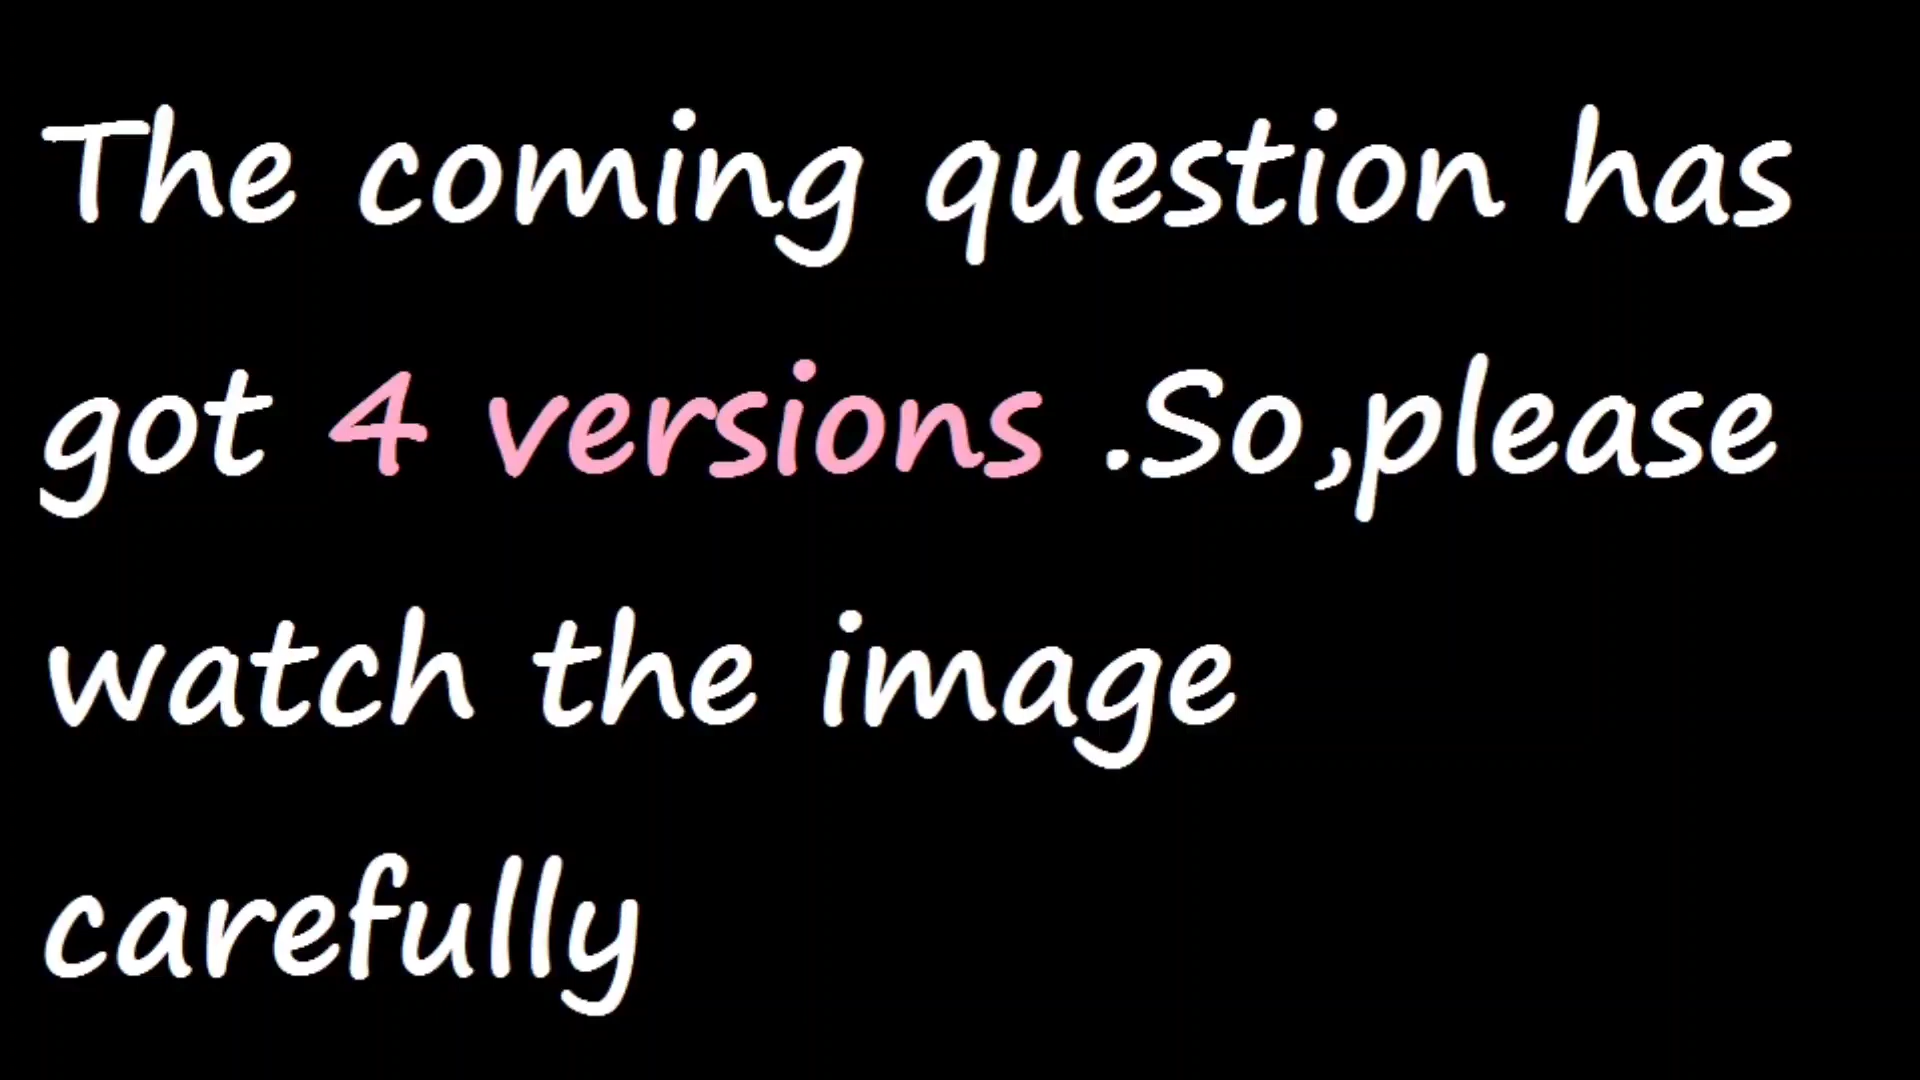 The coming question has
got 4 versions .So,please
watch the image
carefully